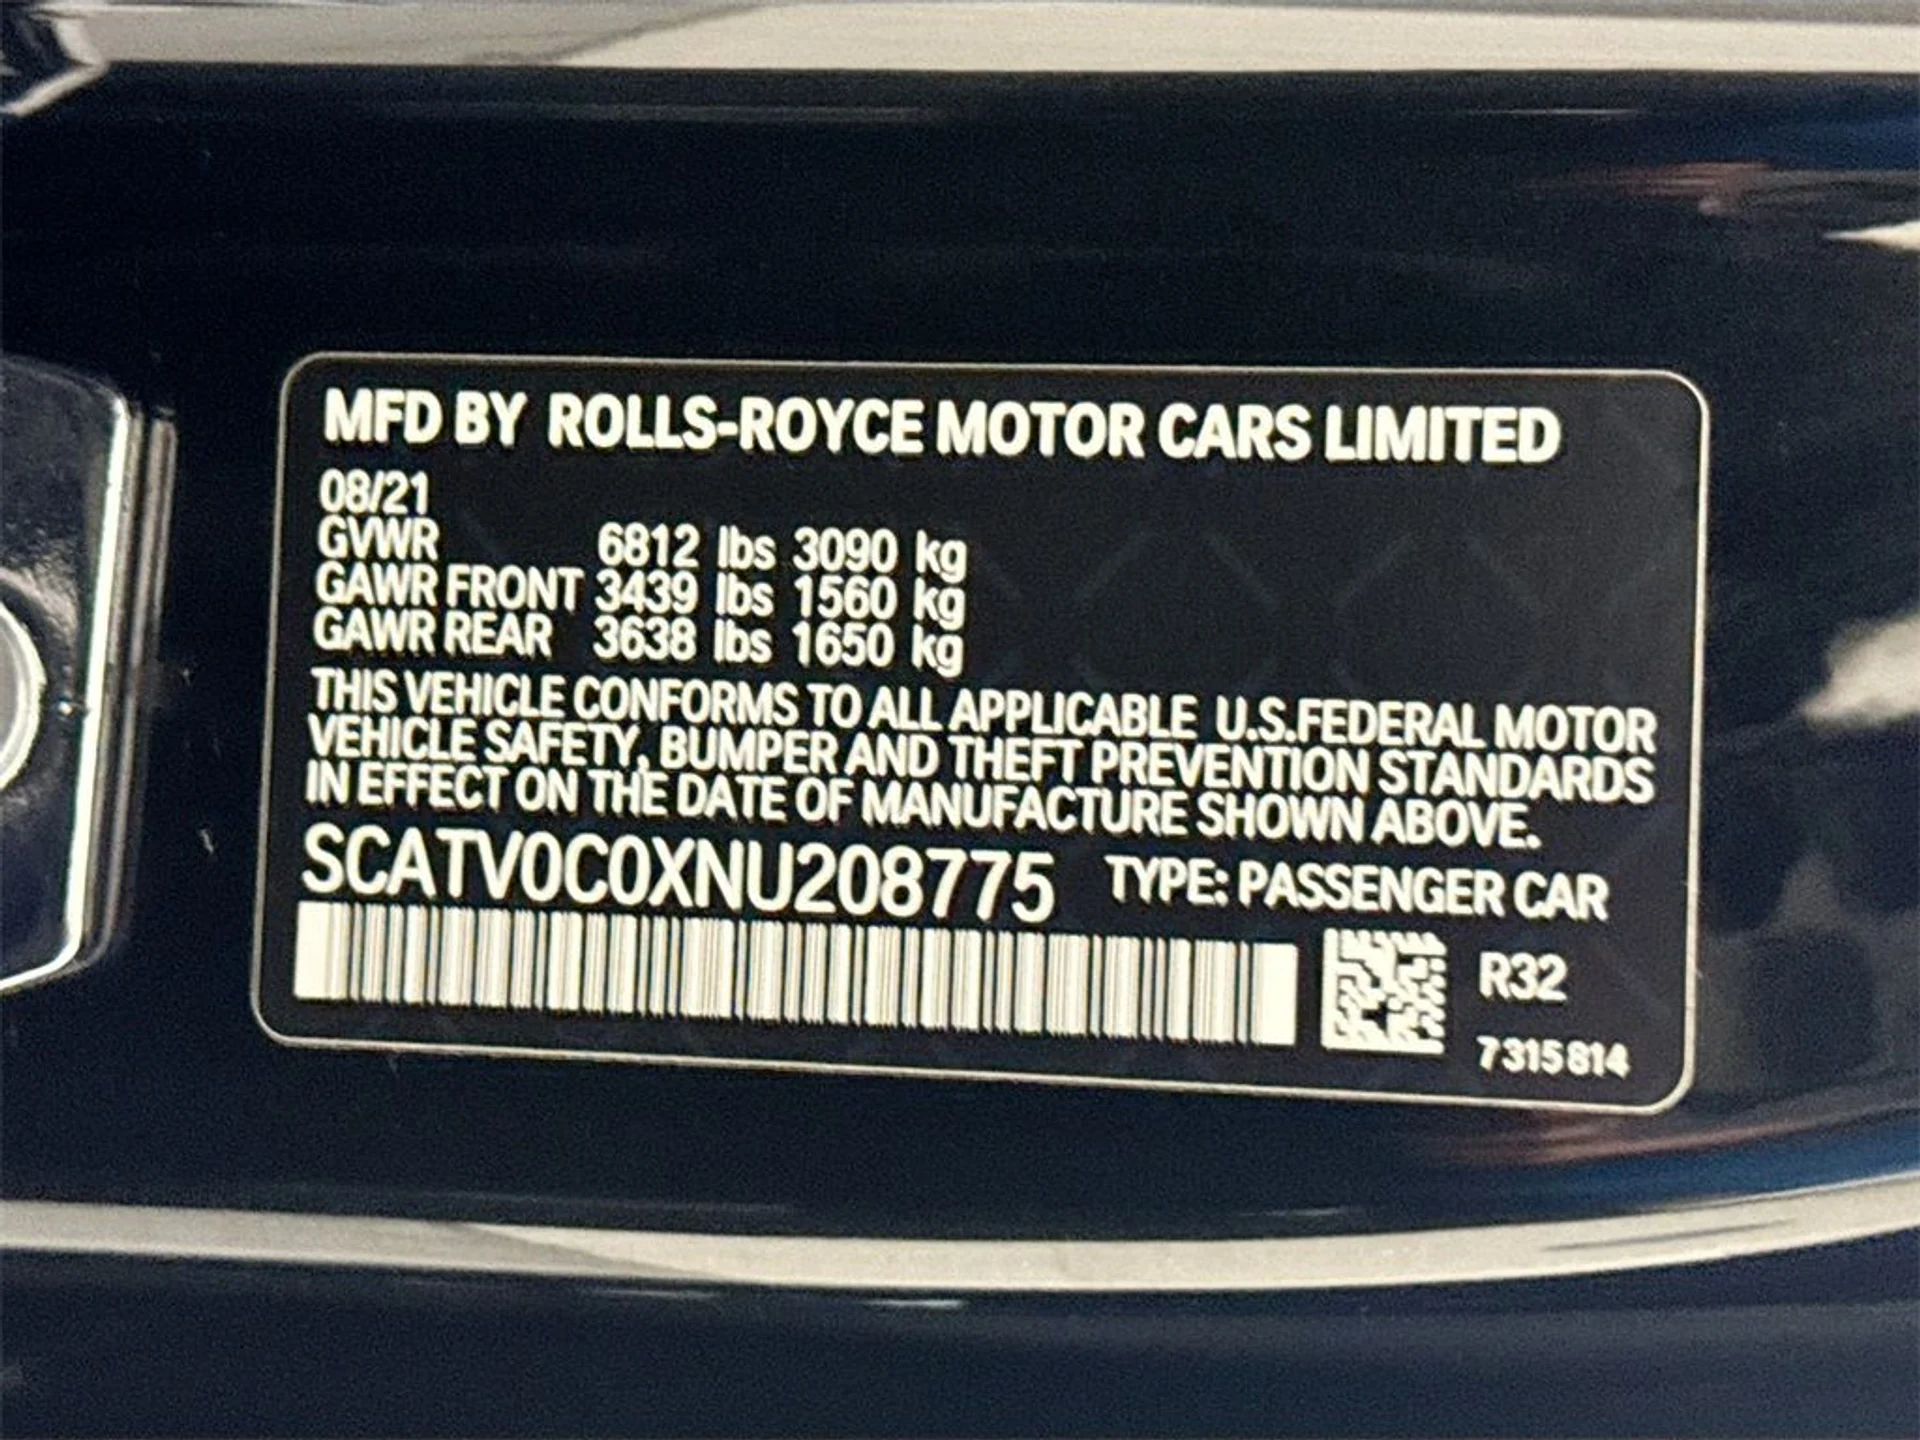 MFD BY ROLLS-ROYCE MOTOR CARS LIMITED
08/21
GVWR 6812 lbs 3090 kg
GAWR FRONT 3439 lbs 1560 kg
GAWR REAR 3638 lbs 1650 kg
THIS VEHICLE CONFORMS TO ALL APPLICABLE U.S.FEDERAL MOTOR
VEHICLE SAFETY, BUMPER AND THEFT PREVENTION STANDARDS
IN EFFECT ON THE DATE OF MANUFACTURE SHOWN ABOVE.
SCATV0C0XNU208775 TYPE: PASSENGER CAR
R32
7315814